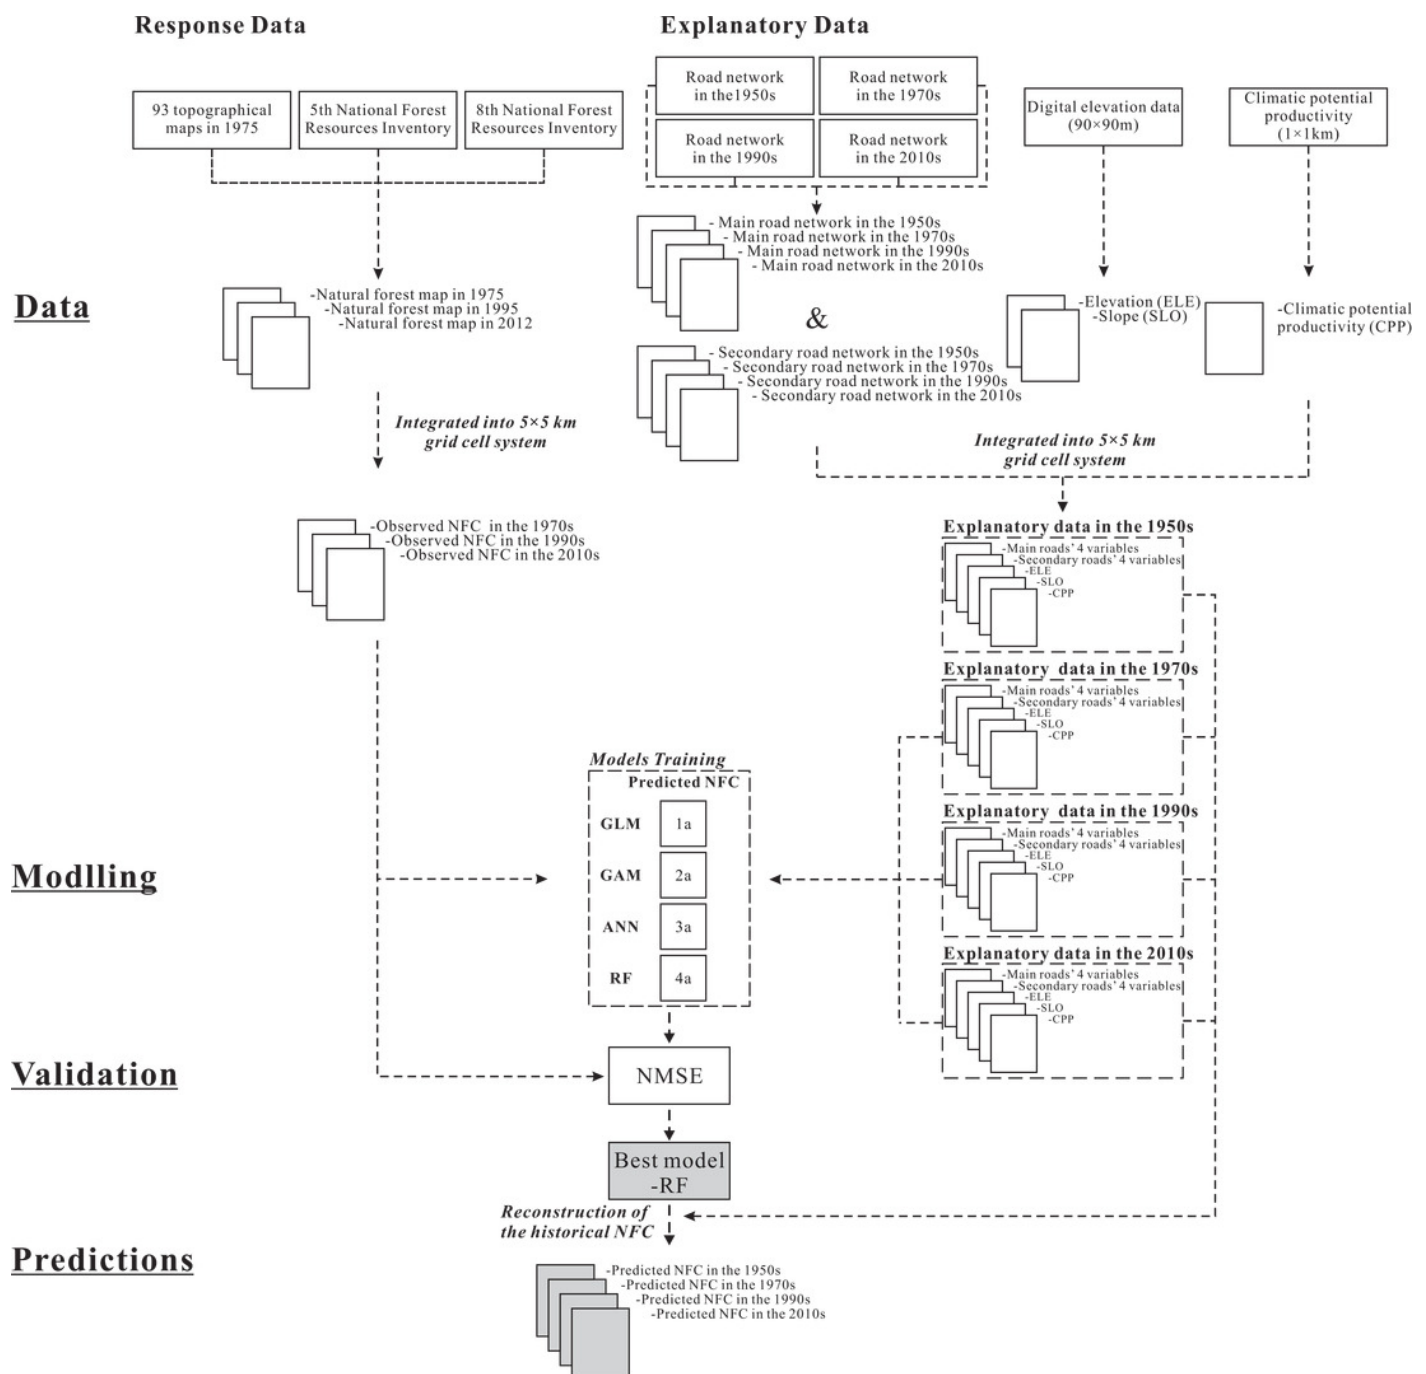 Response Data
Explanatory Data
93 topographical
maps in 1975
5th National Forest
Resources Inventory
8th National Forest
Resources Inventory
Road network
in the1950s
Road network
in the 1970s
Road network
in the 1990s
Road network
in the 2010s
Digital elevation data
(90×90m)
Climatic potential
productivity
(1×1km)
Data
-Natural forest map in 1975
-Natural forest map in 1995
-Natural forest map in 2012
- Main road network in the 1950s
- Main road network in the 1970s
- Main road network in the 1990s
- Main road network in the 2010s
&
- Secondary road network in the 1950s
- Secondary road network in the 1970s
- Secondary road network in the 1990s
- Secondary road network in the 2010s
-Elevation (ELE)
-Slope (SLO)
-Climatic potential
productivity (CPP)
Integrated into 5×5 km
grid cell system
Integrated into 5×5 km
grid cell system
-Observed NFC in the 1970s
-Observed NFC in the 1990s
-Observed NFC in the 2010s
Explanatory data in the 1950s
-Main roads' 4 variables
-Secondary roads' 4 variables
-ELE
-SLO
-CPP
Explanatory data in the 1970s
-Main roads' 4 variables
-Secondary roads' 4 variables
-ELE
-SLO
-CPP
Explanatory data in the 1990s
-Main roads' 4 variables
-Secondary roads' 4 variables
-ELE
-SLO
-CPP
Explanatory data in the 2010s
-Main roads' 4 variables
-Secondary roads' 4 variables
-ELE
-SLO
-CPP
Modlling
Models Training
Predicted NFC
GLM 1a
GAM 2a
ANN 3a
RF 4a
Validation
NMSE
Best model
-RF
Reconstruction of
the historical NFC
Predictions
-Predicted NFC in the 1950s
-Predicted NFC in the 1970s
-Predicted NFC in the 1990s
-Predicted NFC in the 2010s